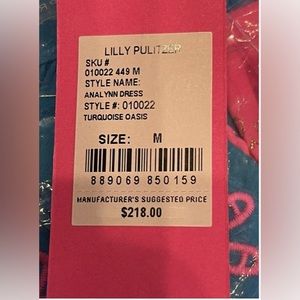 LILLY PULITZER
SKU #
010022 449 M
STYLE NAME:
ANALYNN DRESS
STYLE #: 010022
TURQUOISE OASIS
SIZE: M
889069 850159
MANUFACTURER'S SUGGESTED PRICE
$218.00